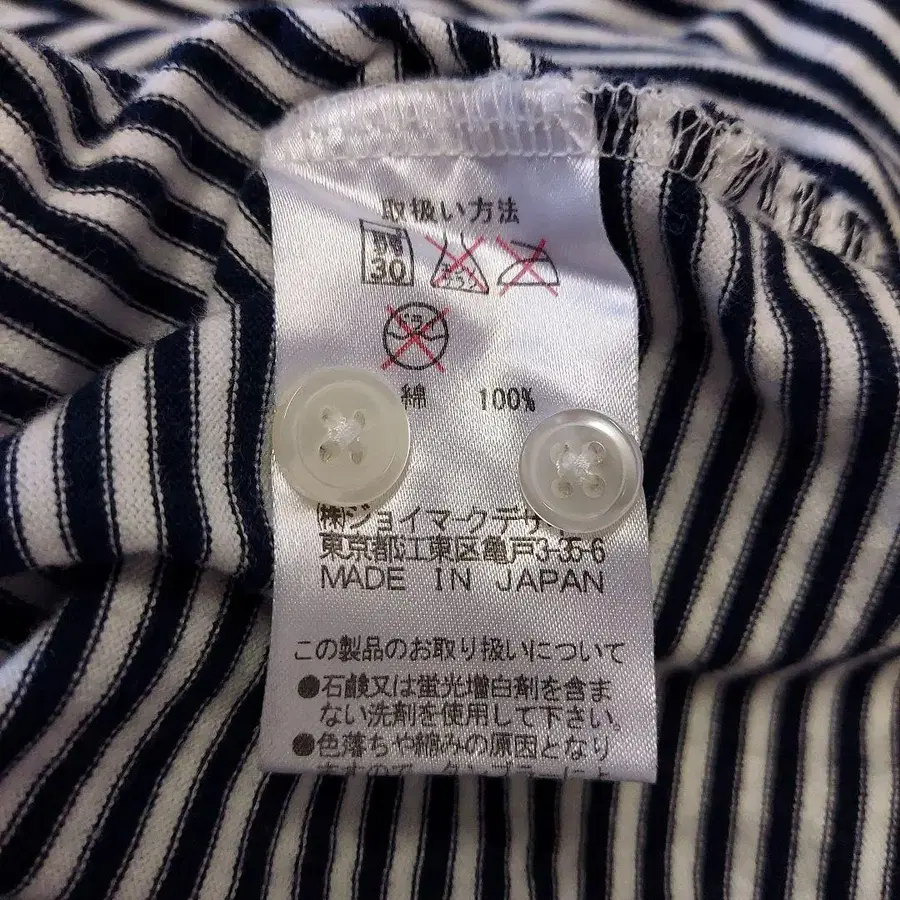 取扱い方法
30
綿 100%
㈱ジョイマークデザ
東京都江東区亀戸3-35-6
MADE IN JAPAN
この製品のお取り扱いについて
●石鹸又は蛍光増白剤を含ま
ない洗剤を使用して下さい。
●色落ちや縮みの原因となり